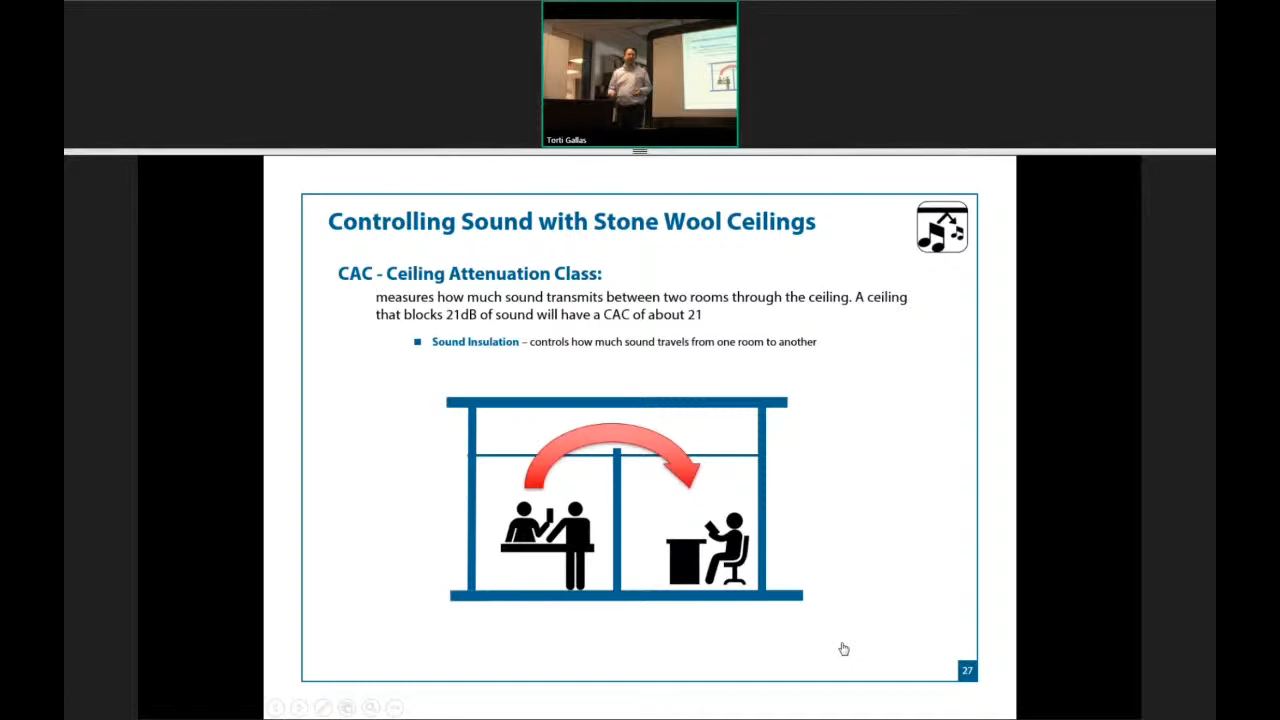 Torti Gallas
Controlling Sound with Stone Wool Ceilings
CAC - Ceiling Attenuation Class:
measures how much sound transmits between two rooms through the ceiling. A ceiling
that blocks 21dB of sound will have a CAC of about 21
Sound Insulation – controls how much sound travels from one room to another
27